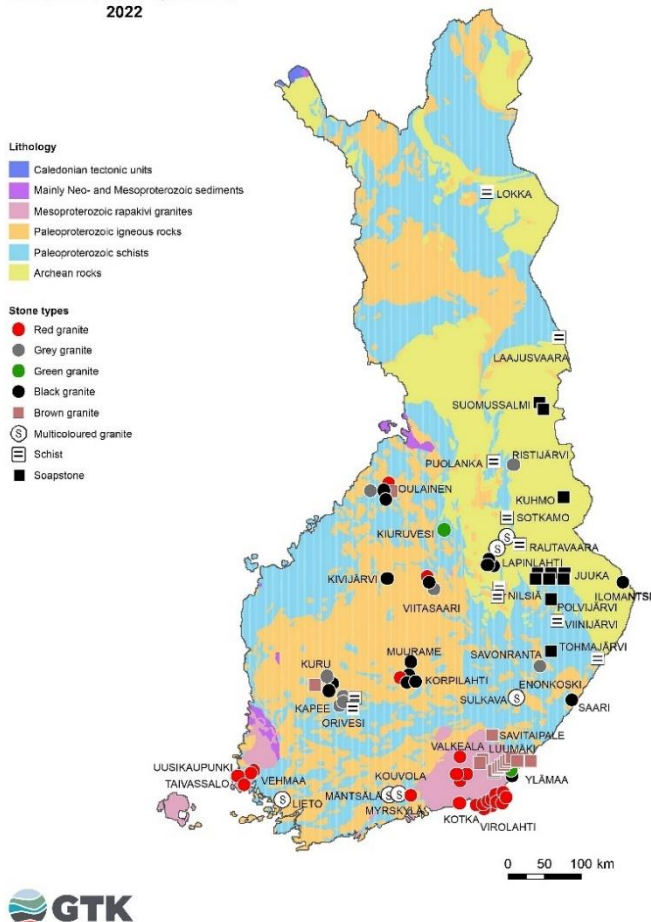 2022
Lithology
Caledonian tectonic units
Mainly Neo- and Mesoproterozoic sediments
Mesoproterozoic rapakivi granites
Paleoproterozoic igneous rocks
Paleoproterozoic schists
Archean rocks
Stone types
Red granite
Grey granite
Green granite
Black granite
Brown granite
S Multicoloured granite
Schist
Soapstone
LOKKA
LAAJUSVAARA
SUOMUSSALMI
RISTIJÄRVI
PUOLANKA
OULAINEN
KUHMO
SOTKAMO
KIURUVESI
S
RAUTAVAARA
S
LAPINLAHTI
KIVIJÄRVI
JUUKA
VIITASAARI
NILSIÄ
ILOMANTSI
POLVIJÄRVI
VIINIJÄRVI
MUURAME
SAVONRANTA
TOHMAJÄRVI
KURU
KORPILAHTI
ENONKOSKI
KAPEE
SULKAVA S
SAARI
ORIVESI
SAVITAIPALE
VALKEALA
LUUMÄKI
UUSIKAUPUNKI
TAIVASSALO
VEHMAA
KOUVOLA
YLÄMAA
S LIETO
MÄNTSÄLÄ S S
MYRSKYLÄ
KOTKA
VIROLAHTI
0 50 100 km
GTK